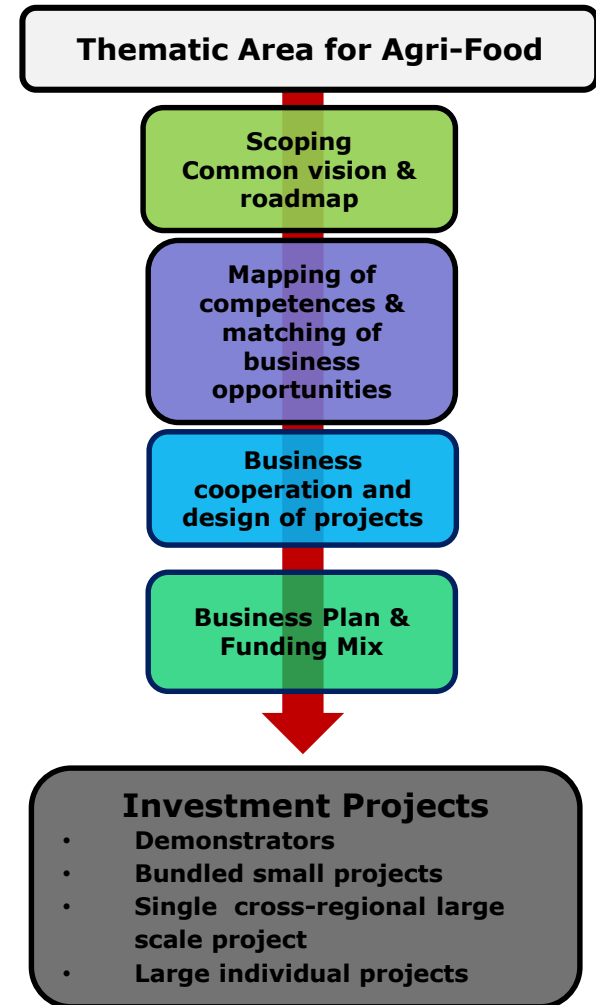 Thematic Area for Agri-Food
Scoping
Common vision &
roadmap
Mapping of
competences &
matching of
business
opportunities
Business
cooperation and
design of projects
Business Plan &
Funding Mix
Investment Projects
• Demonstrators
• Bundled small projects
• Single cross-regional large
scale project
• Large individual projects